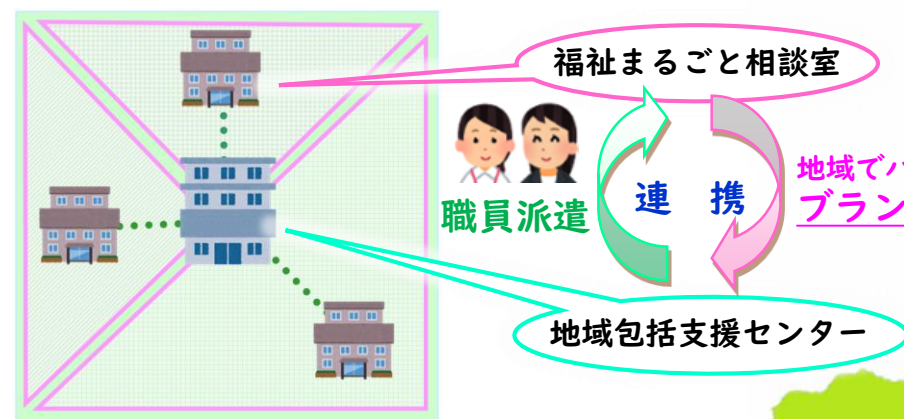 福祉まるごと相談室
職員派遣
連携
地域で
ブラン
地域包括支援センター